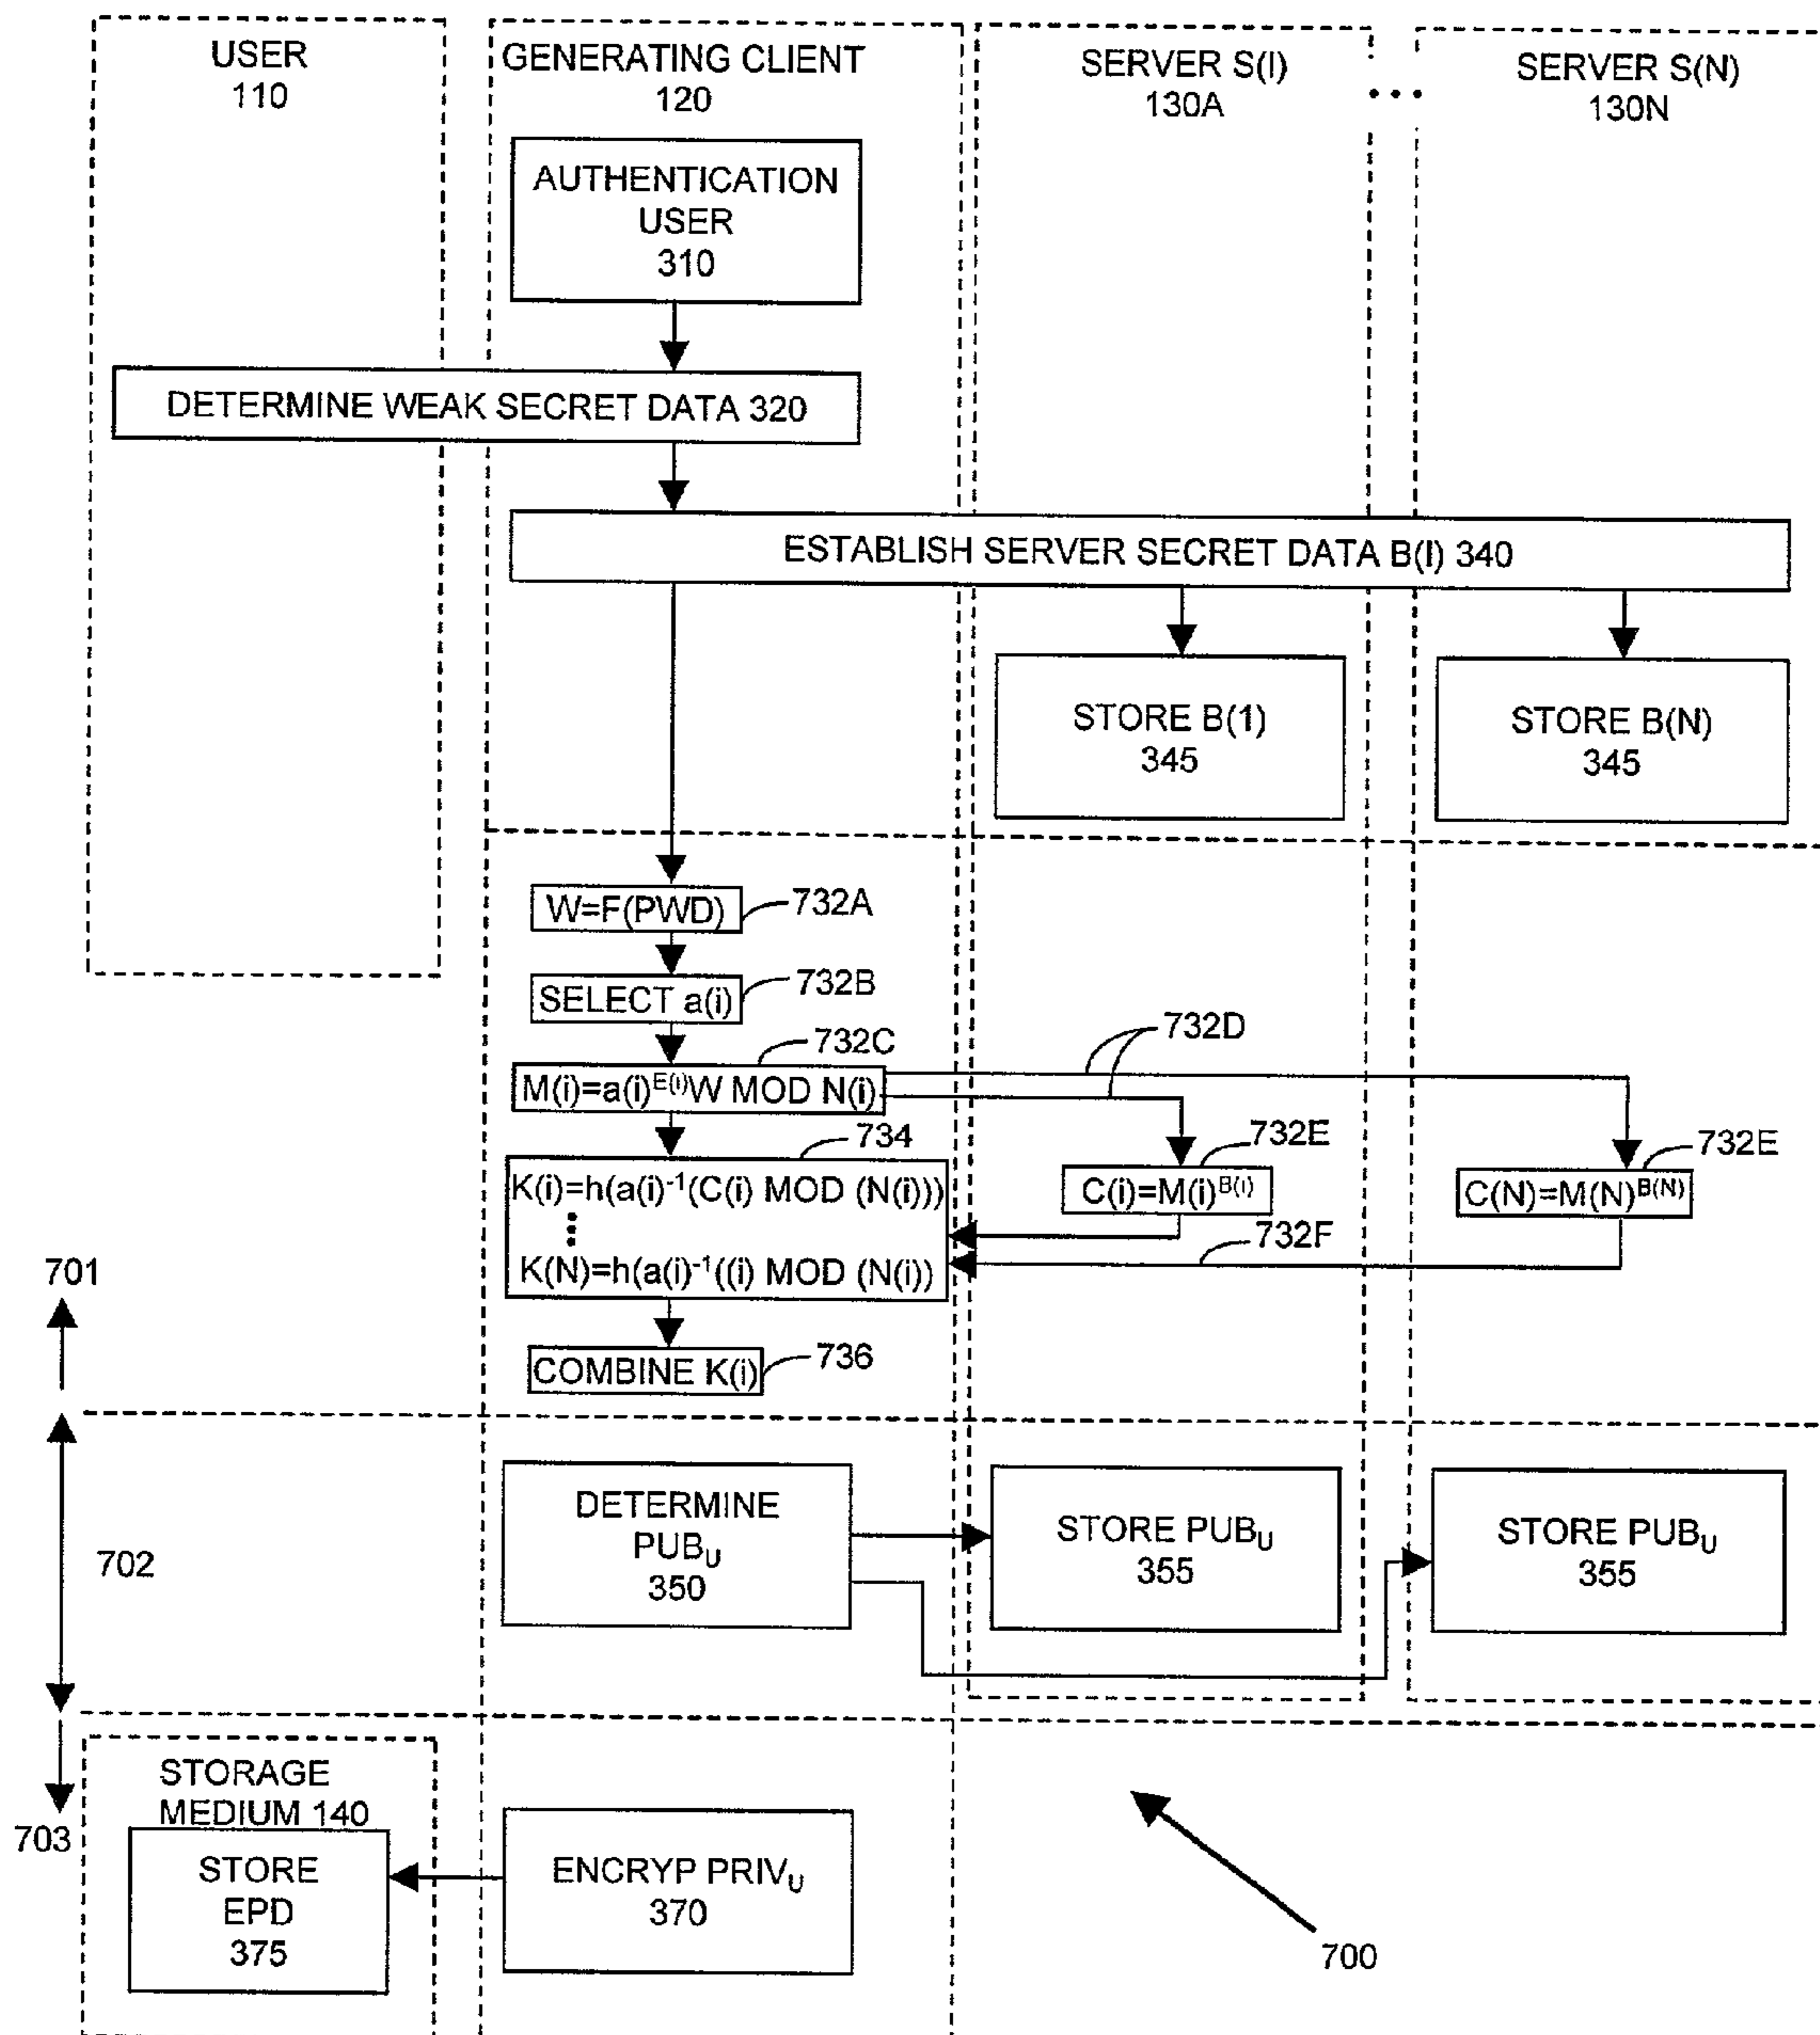 USER
110
GENERATING CLIENT
120
SERVER S(I)
130A
• • •
SERVER S(N)
130N
AUTHENTICATION
USER
310
DETERMINE WEAK SECRET DATA 320
ESTABLISH SERVER SECRET DATA B(I) 340
STORE B(1)
345
STORE B(N)
345
W=F(PWD)
732A
SELECT a(i)
732B
732C
732D
M(i)=a(i)^E(i) W MOD N(i)
734
732E
732E
K(i)=h(a(i)⁻¹(C(i) MOD (N(i)))
C(i)=M(i)^B(i)
C(N)=M(N)^B(N)
732F
K(N)=h(a(i)⁻¹((i) MOD (N(i))
701
COMBINE K(i)
736
702
DETERMINE
PUB_U
350
STORE PUB_U
355
STORE PUB_U
355
703
STORAGE
MEDIUM 140
STORE
EPD
375
ENCRYP PRIV_U
370
700